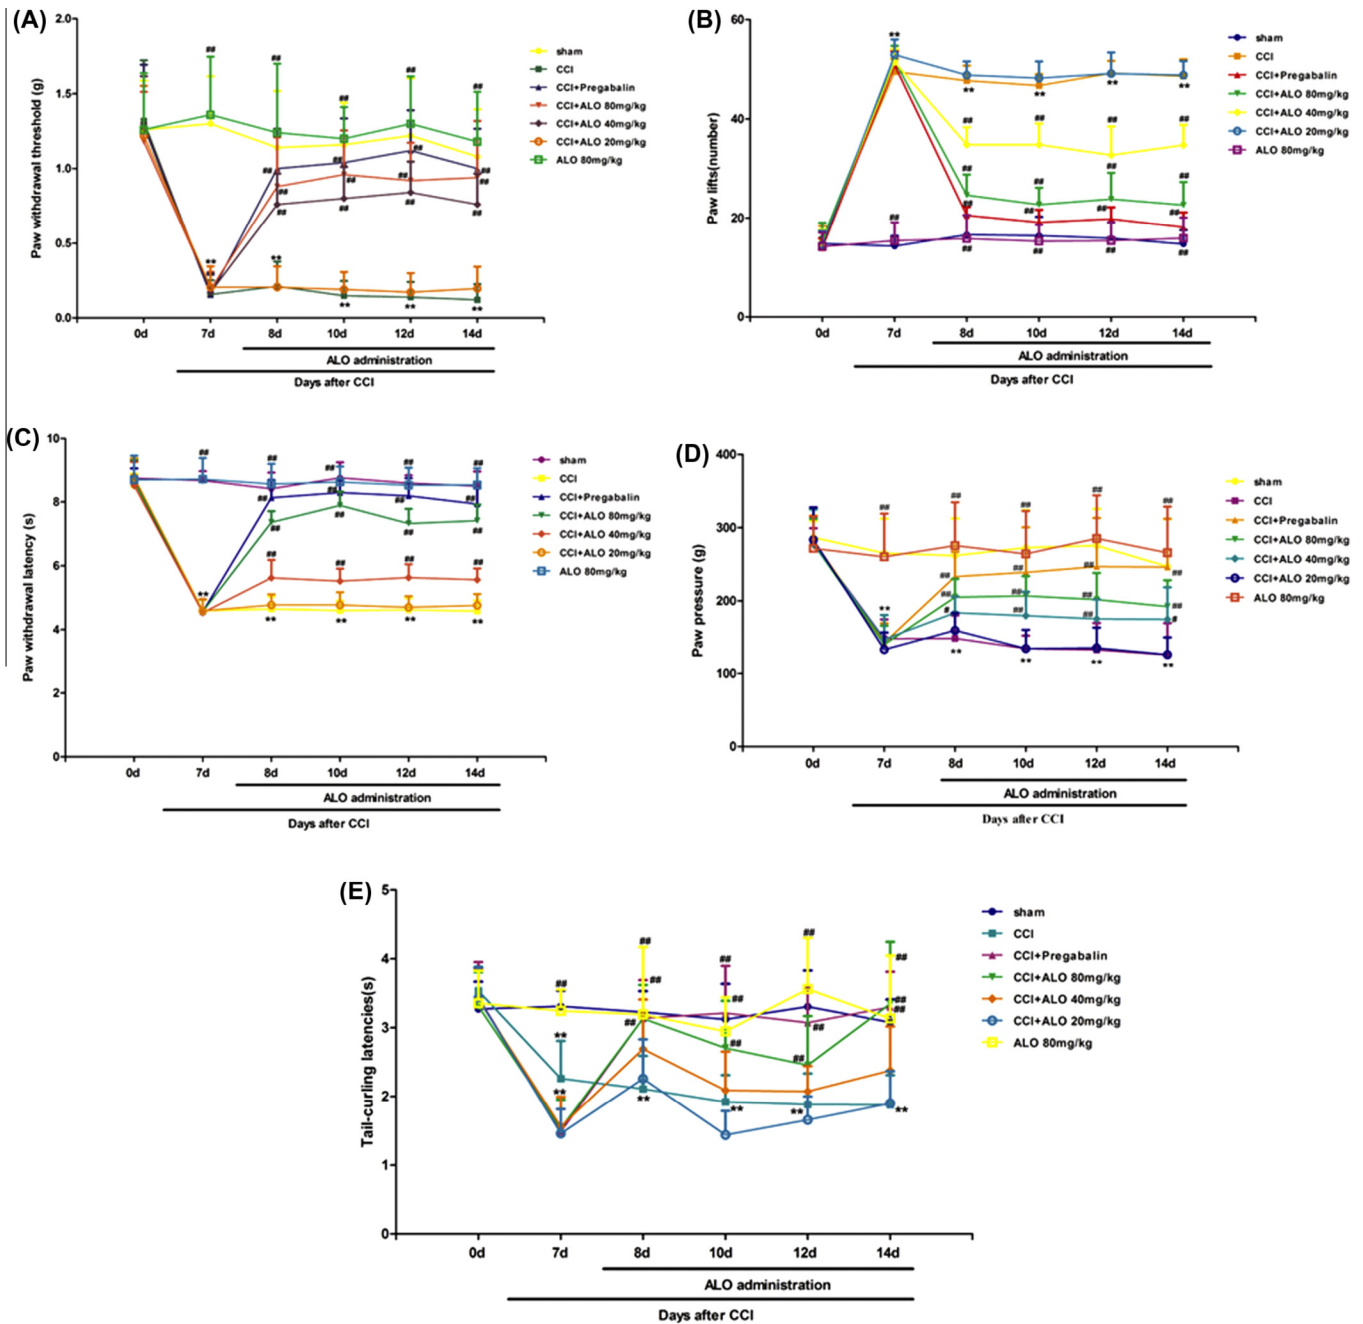 (A)
Paw withdrawal threshold (g)
2.0
1.5
1.0
0.5
0.0
0d 7d 8d 10d 12d 14d
ALO administration
Days after CCI
sham
CCI
CCI+Pregabalin
CCI+ALO 80mg/kg
CCI+ALO 40mg/kg
CCI+ALO 20mg/kg
ALO 80mg/kg
(B)
Paw lifts(number)
60
40
20
0
0d 7d 8d 10d 12d 14d
ALO administration
Days after CCI
sham
CCI
CCI+Pregabalin
CCI+ALO 80mg/kg
CCI+ALO 40mg/kg
CCI+ALO 20mg/kg
ALO 80mg/kg
(C)
Paw withdrawal latency (s)
10
8
6
4
2
0
0d 7d 8d 10d 12d 14d
ALO administration
Days after CCI
sham
CCI
CCI+Pregabalin
CCI+ALO 80mg/kg
CCI+ALO 40mg/kg
CCI+ALO 20mg/kg
ALO 80mg/kg
(D)
Paw pressure (g)
400
300
200
100
0
0d 7d 8d 10d 12d 14d
ALO administration
Days after CCI
sham
CCI
CCI+Pregabalin
CCI+ALO 80mg/kg
CCI+ALO 40mg/kg
CCI+ALO 20mg/kg
ALO 80mg/kg
(E)
Tail-curling latencies(s)
5
4
3
2
1
0
0d 7d 8d 10d 12d 14d
ALO administration
Days after CCI
sham
CCI
CCI+Pregabalin
CCI+ALO 80mg/kg
CCI+ALO 40mg/kg
CCI+ALO 20mg/kg
ALO 80mg/kg